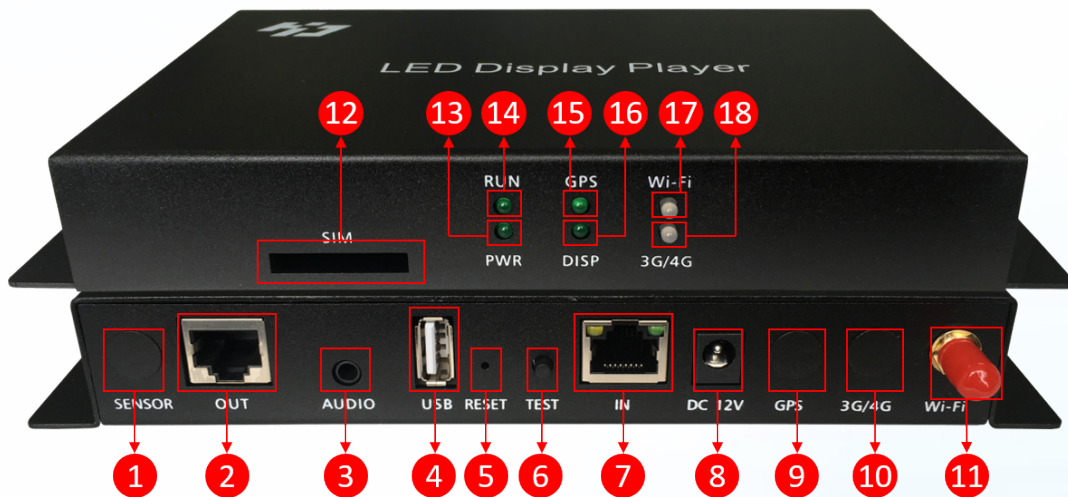 LED Display Player
12 13 14 15 16 17 18
RUN GPS Wi-Fi
SIM
PWR DISP 3G/4G
SENSOR OUT AUDIO USB RESET TEST IN DC 12V GPS 3G/4G Wi-Fi
1 2 3 4 5 6 7 8 9 10 11